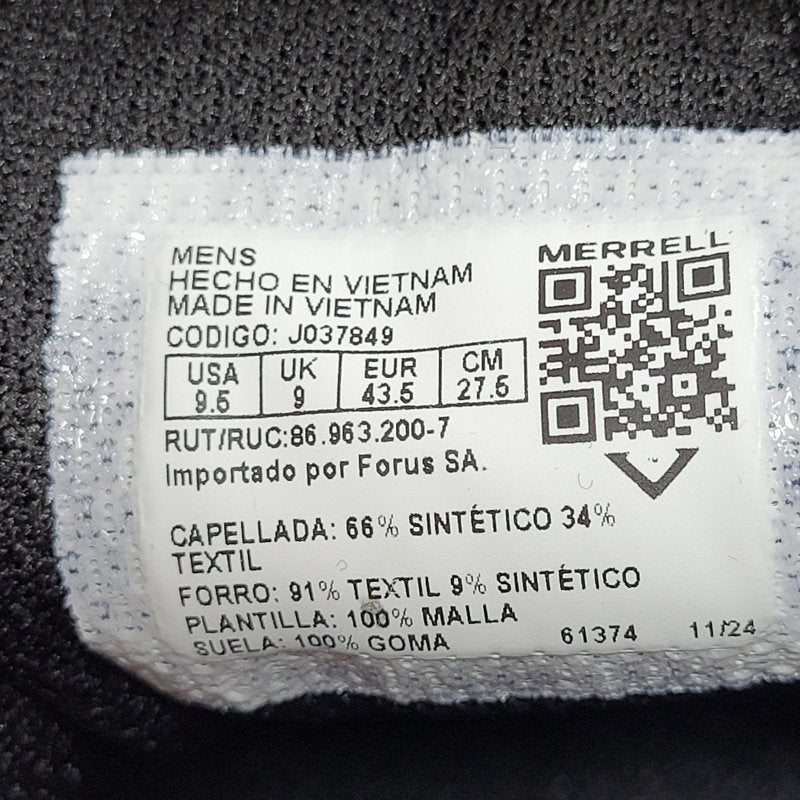 MENS
HECHO EN VIETNAM
MADE IN VIETNAM
CODIGO: J037849
USA UK EUR CM
9.5 9 43.5 27.5
RUT/RUC:86.963.200-7
Importado por Forus SA.
MERRELL
CAPELLADA: 66% SINTÉTICO 34%
TEXTIL
FORRO: 91% TEXTIL 9% SINTÉTICO
PLANTILLA: 100% MALLA
SUELA: 100% GOMA
61374 11/24